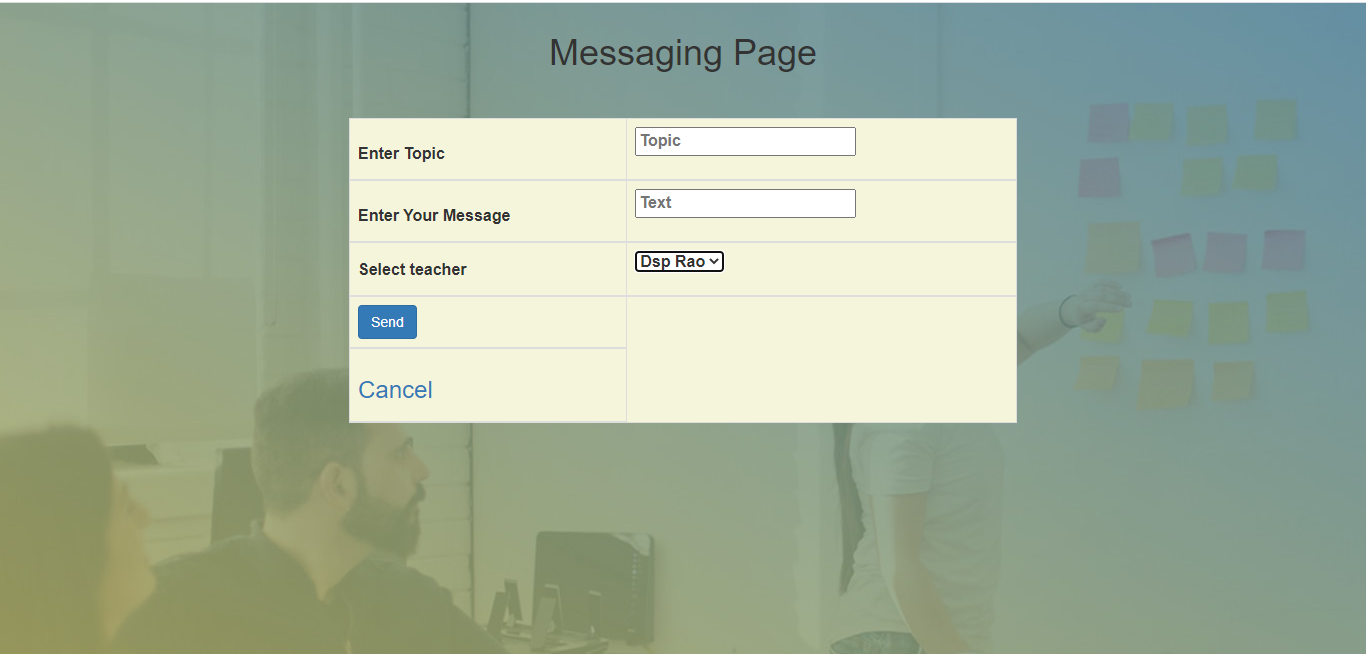 Messaging Page
Enter Topic
Topic
Enter Your Message
Text
Select teacher
Dsp Rao
Send
Cancel